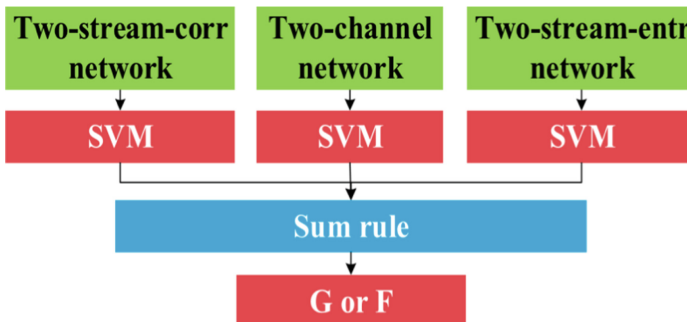 Two-stream-corr
network
Two-channel
network
Two-stream-entr
network
SVM
SVM
SVM
Sum rule
G or F